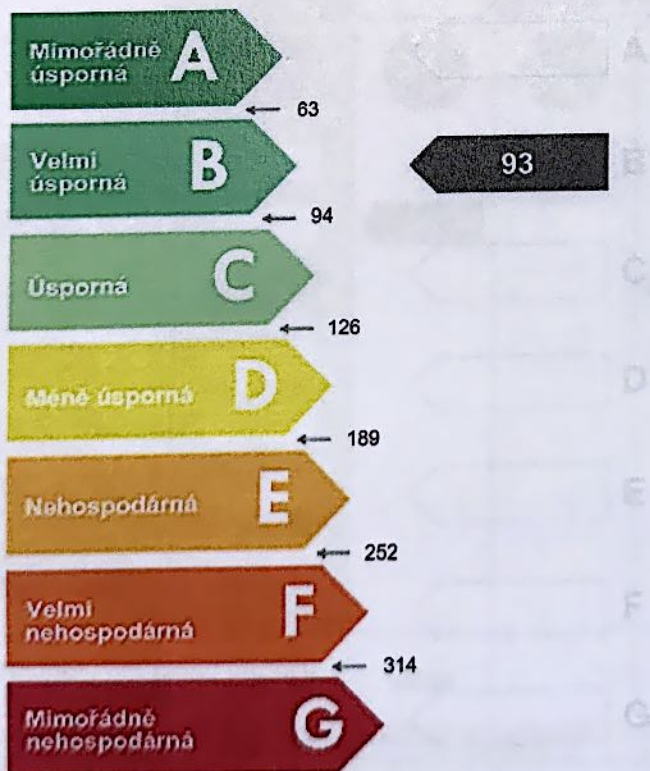 Mimořádně
úsporná
A
63
Velmi
úsporná
B
93
94
Úsporná
C
126
Méně úsporná
D
189
Nehospodárná
E
252
Velmi
nehospodárná
F
314
Mimořádně
nehospodárná
G
A
B
C
D
E
F
G